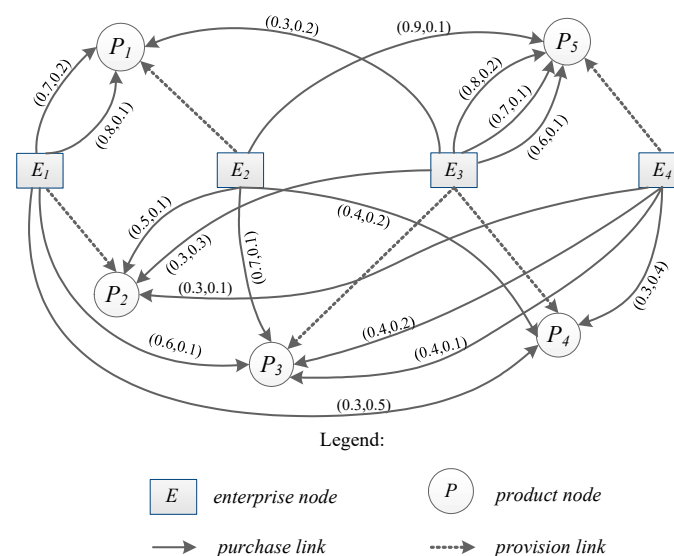 (0.3,0.2)
(0.9,0.1)
P1
P5
(0.7,0.2)
(0.8,0.1)
(0.8,0.2)
(0.7,0.1)
(0.6,0.1)
E1
E2
E3
E4
(0.5,0.1)
(0.4,0.2)
(0.3,0.3)
(0.7,0.1)
(0.3,0.1)
(0.3,0.4)
P2
(0.6,0.1)
(0.4,0.2)
(0.4,0.1)
P3
P4
(0.3,0.5)
Legend:
E enterprise node
P product node
purchase link
provision link